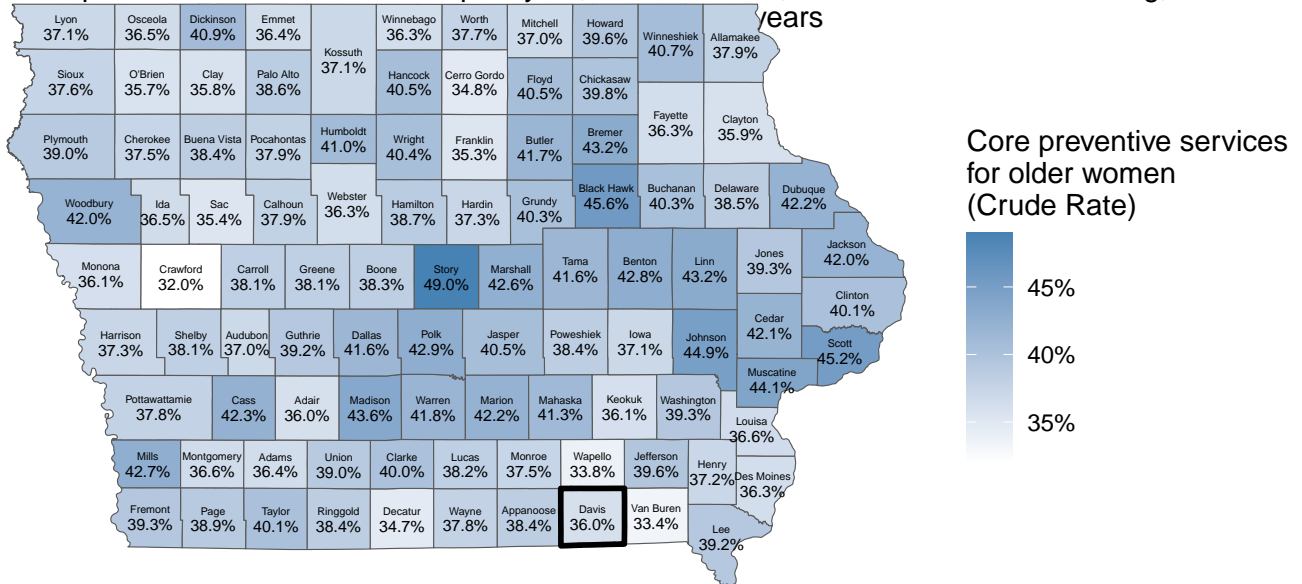 years
Lyon
37.1%
Osceola
36.5%
Dickinson
40.9%
Emmet
36.4%
Kossuth
37.1%
Winnebago
36.3%
Worth
37.7%
Mitchell
37.0%
Howard
39.6%
Winneshiek
40.7%
Allamakee
37.9%
Sioux
37.6%
O'Brien
35.7%
Clay
35.8%
Palo Alto
38.6%
Hancock
40.5%
Cerro Gordo
34.8%
Floyd
40.5%
Chickasaw
39.8%
Fayette
36.3%
Clayton
35.9%
Plymouth
39.0%
Cherokee
37.5%
Buena Vista
38.4%
Pocahontas
37.9%
Humboldt
41.0%
Wright
40.4%
Franklin
35.3%
Butler
41.7%
Bremer
43.2%
Woodbury
42.0%
Ida
36.5%
Sac
35.4%
Calhoun
37.9%
Webster
36.3%
Hamilton
38.7%
Hardin
37.3%
Grundy
40.3%
Black Hawk
45.6%
Buchanan
40.3%
Delaware
38.5%
Dubuque
42.2%
Monona
36.1%
Crawford
32.0%
Carroll
38.1%
Greene
38.1%
Boone
38.3%
Story
49.0%
Marshall
42.6%
Tama
41.6%
Benton
42.8%
Linn
43.2%
Jones
39.3%
Jackson
42.0%
Clinton
40.1%
Harrison
37.3%
Shelby
38.1%
Audubon
37.0%
Guthrie
39.2%
Dallas
41.6%
Polk
42.9%
Jasper
40.5%
Poweshiek
38.4%
Iowa
37.1%
Johnson
44.9%
Cedar
42.1%
Scott
45.2%
Muscatine
44.1%
Pottawattamie
37.8%
Cass
42.3%
Adair
36.0%
Madison
43.6%
Warren
41.8%
Marion
42.2%
Mahaska
41.3%
Keokuk
36.1%
Washington
39.3%
Louisa
36.6%
Mills
42.7%
Montgomery
36.6%
Adams
36.4%
Union
39.0%
Clarke
40.0%
Lucas
38.2%
Monroe
37.5%
Wapello
33.8%
Jefferson
39.6%
Henry
37.2%
Des Moines
36.3%
Fremont
39.3%
Page
38.9%
Taylor
40.1%
Ringgold
38.4%
Decatur
34.7%
Wayne
37.8%
Appanoose
38.4%
Davis
36.0%
Van Buren
33.4%
Lee
39.2%
Core preventive services
for older women
(Crude Rate)
45%
40%
35%